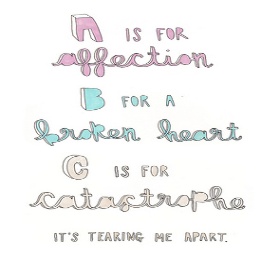 A IS FOR
affection
B FOR A
broken heart
C IS FOR
catastrophe
IT'S TEARING ME APART.